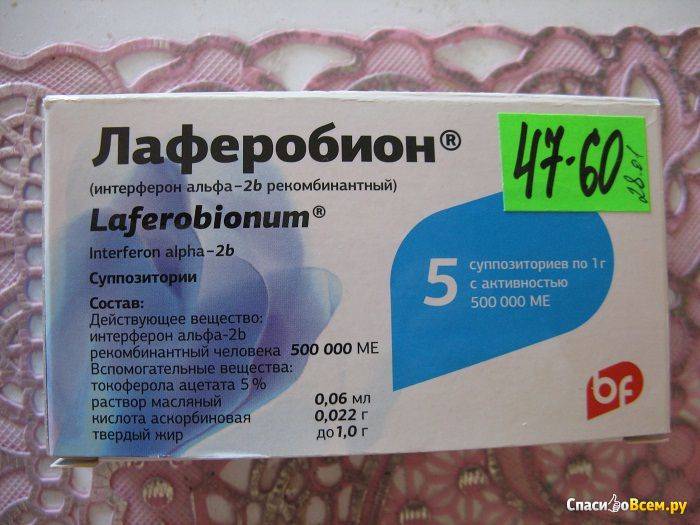 Лаферобион®
(интерферон альфа-2b рекомбинантный)
Laferobionum®
Interferon alpha-2b
Суппозитории
Состав:
Действующее вещество:
интерферон альфа-2b
рекомбинантный человека 500 000 МЕ
Вспомогательные вещества:
токоферола ацетата 5 %
раствор масляный 0,06 мл
кислота аскорбиновая 0,022 г
твердый жир до 1,0 г
47-60
5 суппозиториев по 1 г
с активностью
500 000 МЕ
bf
СпасибоВсем.ру